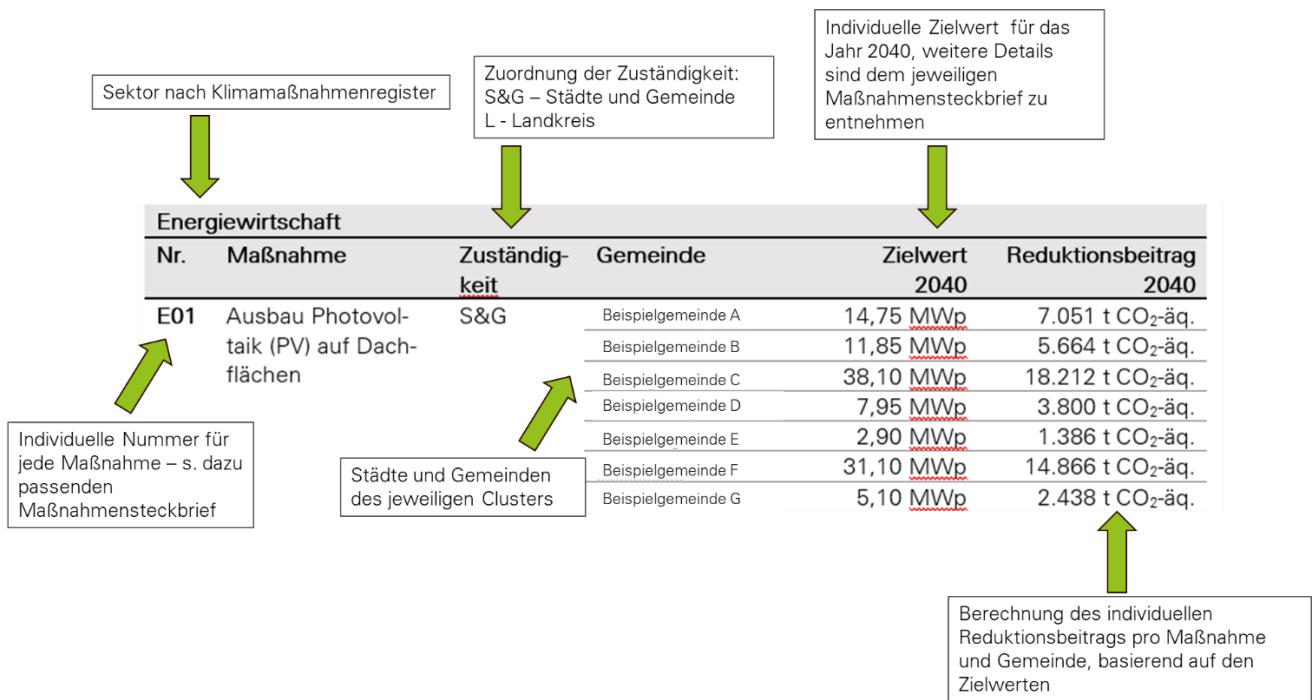 Individuelle Zielwert für das
Jahr 2040, weitere Details
sind dem jeweiligen
Maßnahmensteckbrief zu
entnehmen
Zuordnung der Zuständigkeit:
S&G – Städte und Gemeinde
L - Landkreis
Sektor nach Klimamaßnahmenregister
Energiewirtschaft
Nr. Maßnahme Zuständig- Gemeinde Zielwert Reduktionsbeitrag
keit 2040 2040
E01 Ausbau Photovol- S&G Beispielgemeinde A 14,75 MWp 7.051 t CO₂-äq.
taik (PV) auf Dach- Beispielgemeinde B 11,85 MWp 5.664 t CO₂-äq.
flächen Beispielgemeinde C 38,10 MWp 18.212 t CO₂-äq.
Beispielgemeinde D 7,95 MWp 3.800 t CO₂-äq.
Beispielgemeinde E 2,90 MWp 1.386 t CO₂-äq.
Beispielgemeinde F 31,10 MWp 14.866 t CO₂-äq.
Beispielgemeinde G 5,10 MWp 2.438 t CO₂-äq.
Individuelle Nummer für
jede Maßnahme – s. dazu
passenden
Maßnahmensteckbrief
Städte und Gemeinden
des jeweiligen Clusters
Berechnung des individuellen
Reduktionsbeitrags pro Maßnahme
und Gemeinde, basierend auf den
Zielwerten